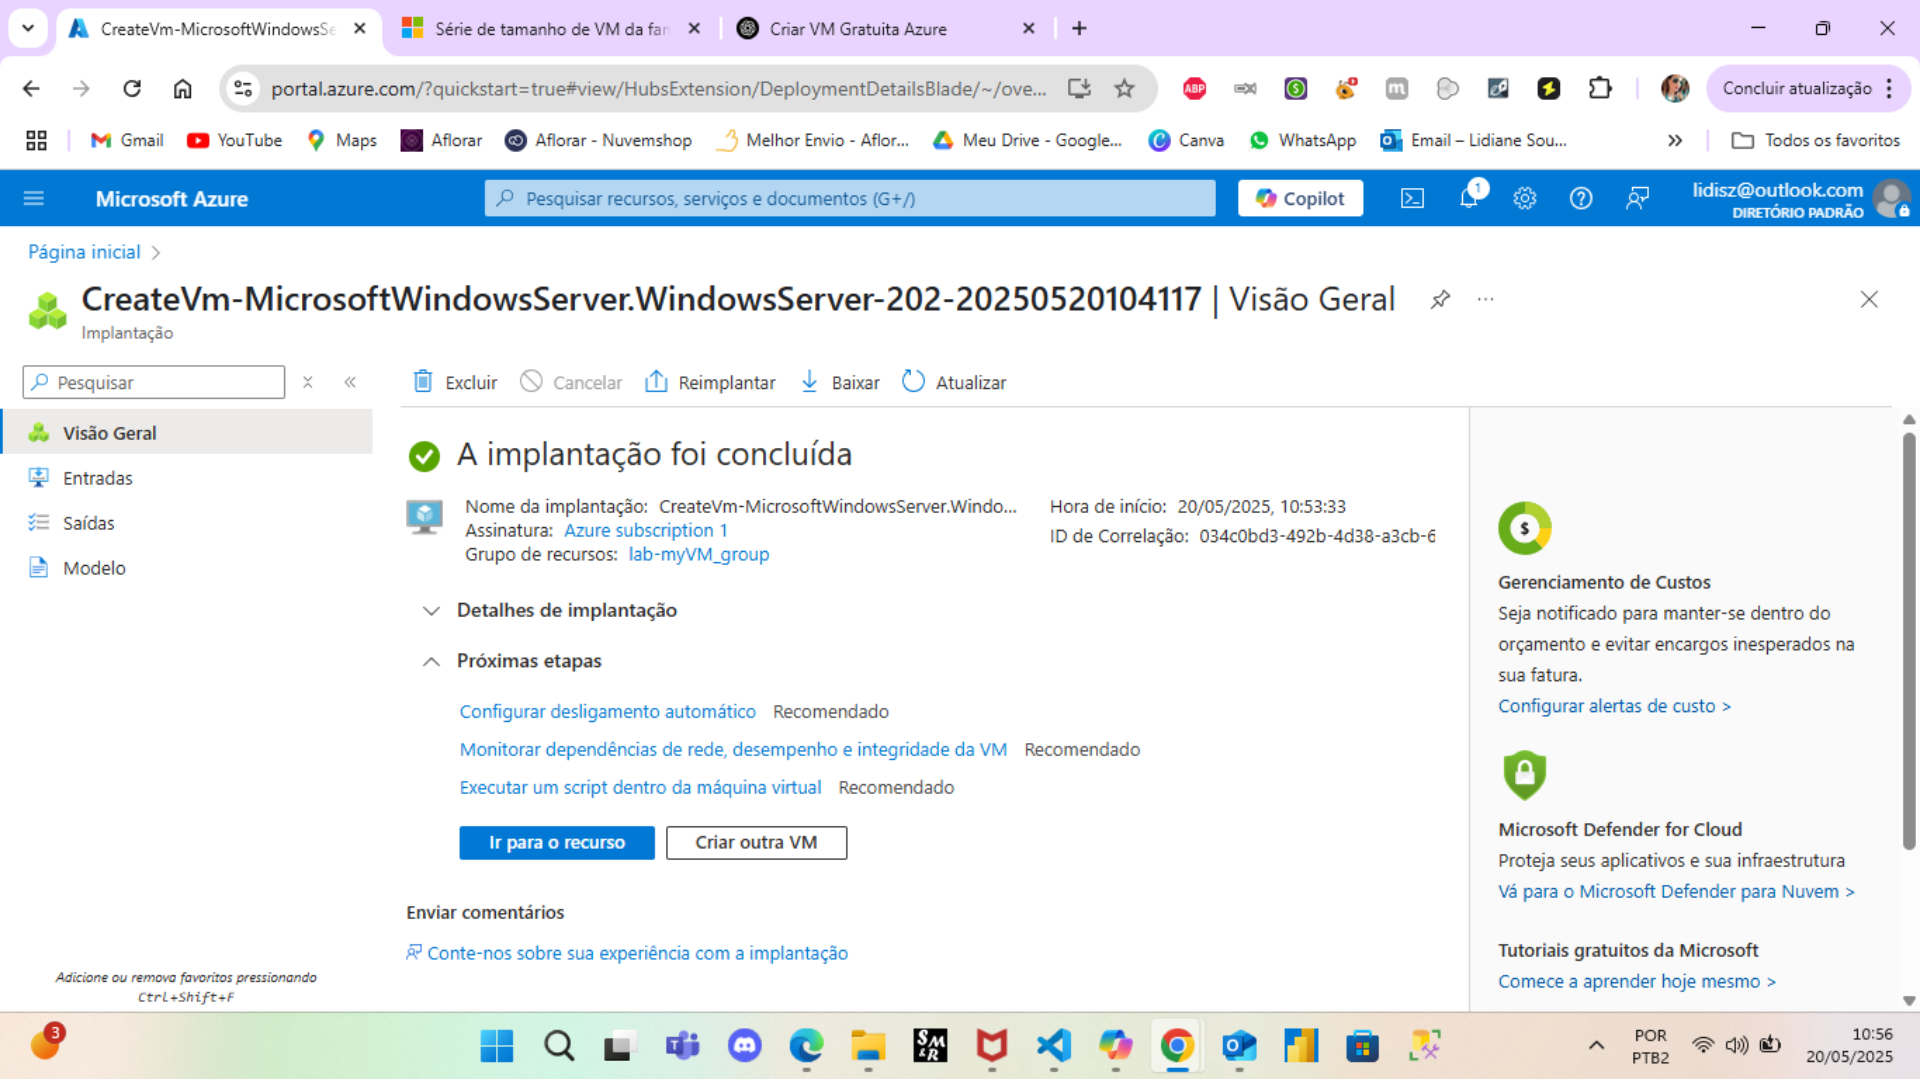 CreateVm-MicrosoftWindowsSe
Série de tamanho de VM da fan
Criar VM Gratuita Azure
portal.azure.com/?quickstart=true#view/HubsExtension/DeploymentDetailsBlade/~/ove...
ABP
Concluir atualização
Gmail
YouTube
Maps
Aflorar
Aflorar - Nuvemshop
Melhor Envio - Aflor...
Meu Drive - Google...
Canva
WhatsApp
Email – Lidiane Sou...
Todos os favoritos
Microsoft Azure
Pesquisar recursos, serviços e documentos (G+/)
Copilot
1
lidisz@outlook.com
DIRETÓRIO PADRÃO
Página inicial
CreateVm-MicrosoftWindowsServer.WindowsServer-202-20250520104117 | Visão Geral
Implantação
Pesquisar
Excluir
Cancelar
Reimplantar
Baixar
Atualizar
Visão Geral
Entradas
Saídas
Modelo
A implantação foi concluída
Nome da implantação: CreateVm-MicrosoftWindowsServer.Windo...
Assinatura: Azure subscription 1
Grupo de recursos: lab-myVM_group
Hora de início: 20/05/2025, 10:53:33
ID de Correlação: 034c0bd3-492b-4d38-a3cb-6
Detalhes de implantação
Próximas etapas
Configurar desligamento automático Recomendado
Monitorar dependências de rede, desempenho e integridade da VM Recomendado
Executar um script dentro da máquina virtual Recomendado
Ir para o recurso
Criar outra VM
Enviar comentários
Conte-nos sobre sua experiência com a implantação
Gerenciamento de Custos
Seja notificado para manter-se dentro do
orçamento e evitar encargos inesperados na
sua fatura.
Configurar alertas de custo >
Microsoft Defender for Cloud
Proteja seus aplicativos e sua infraestrutura
Vá para o Microsoft Defender para Nuvem >
Tutoriais gratuitos da Microsoft
Comece a aprender hoje mesmo >
Adicione ou remova favoritos pressionando
Ctrl+Shift+F
3
POR
PTB2
10:56
20/05/2025